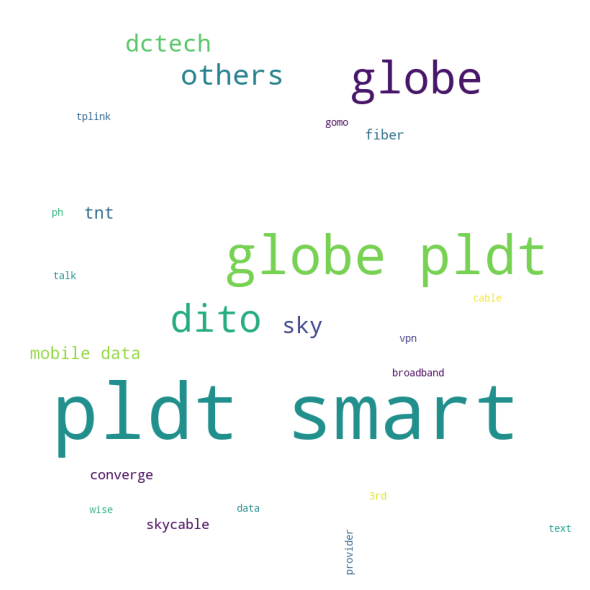 dctech
others
globe
tplink
gomo
fiber
ph
tnt
globe pldt
talk
cable
dito
sky
vpn
mobile data
broadband
pldt smart
converge
3rd
wise
data
skycable
text
provider